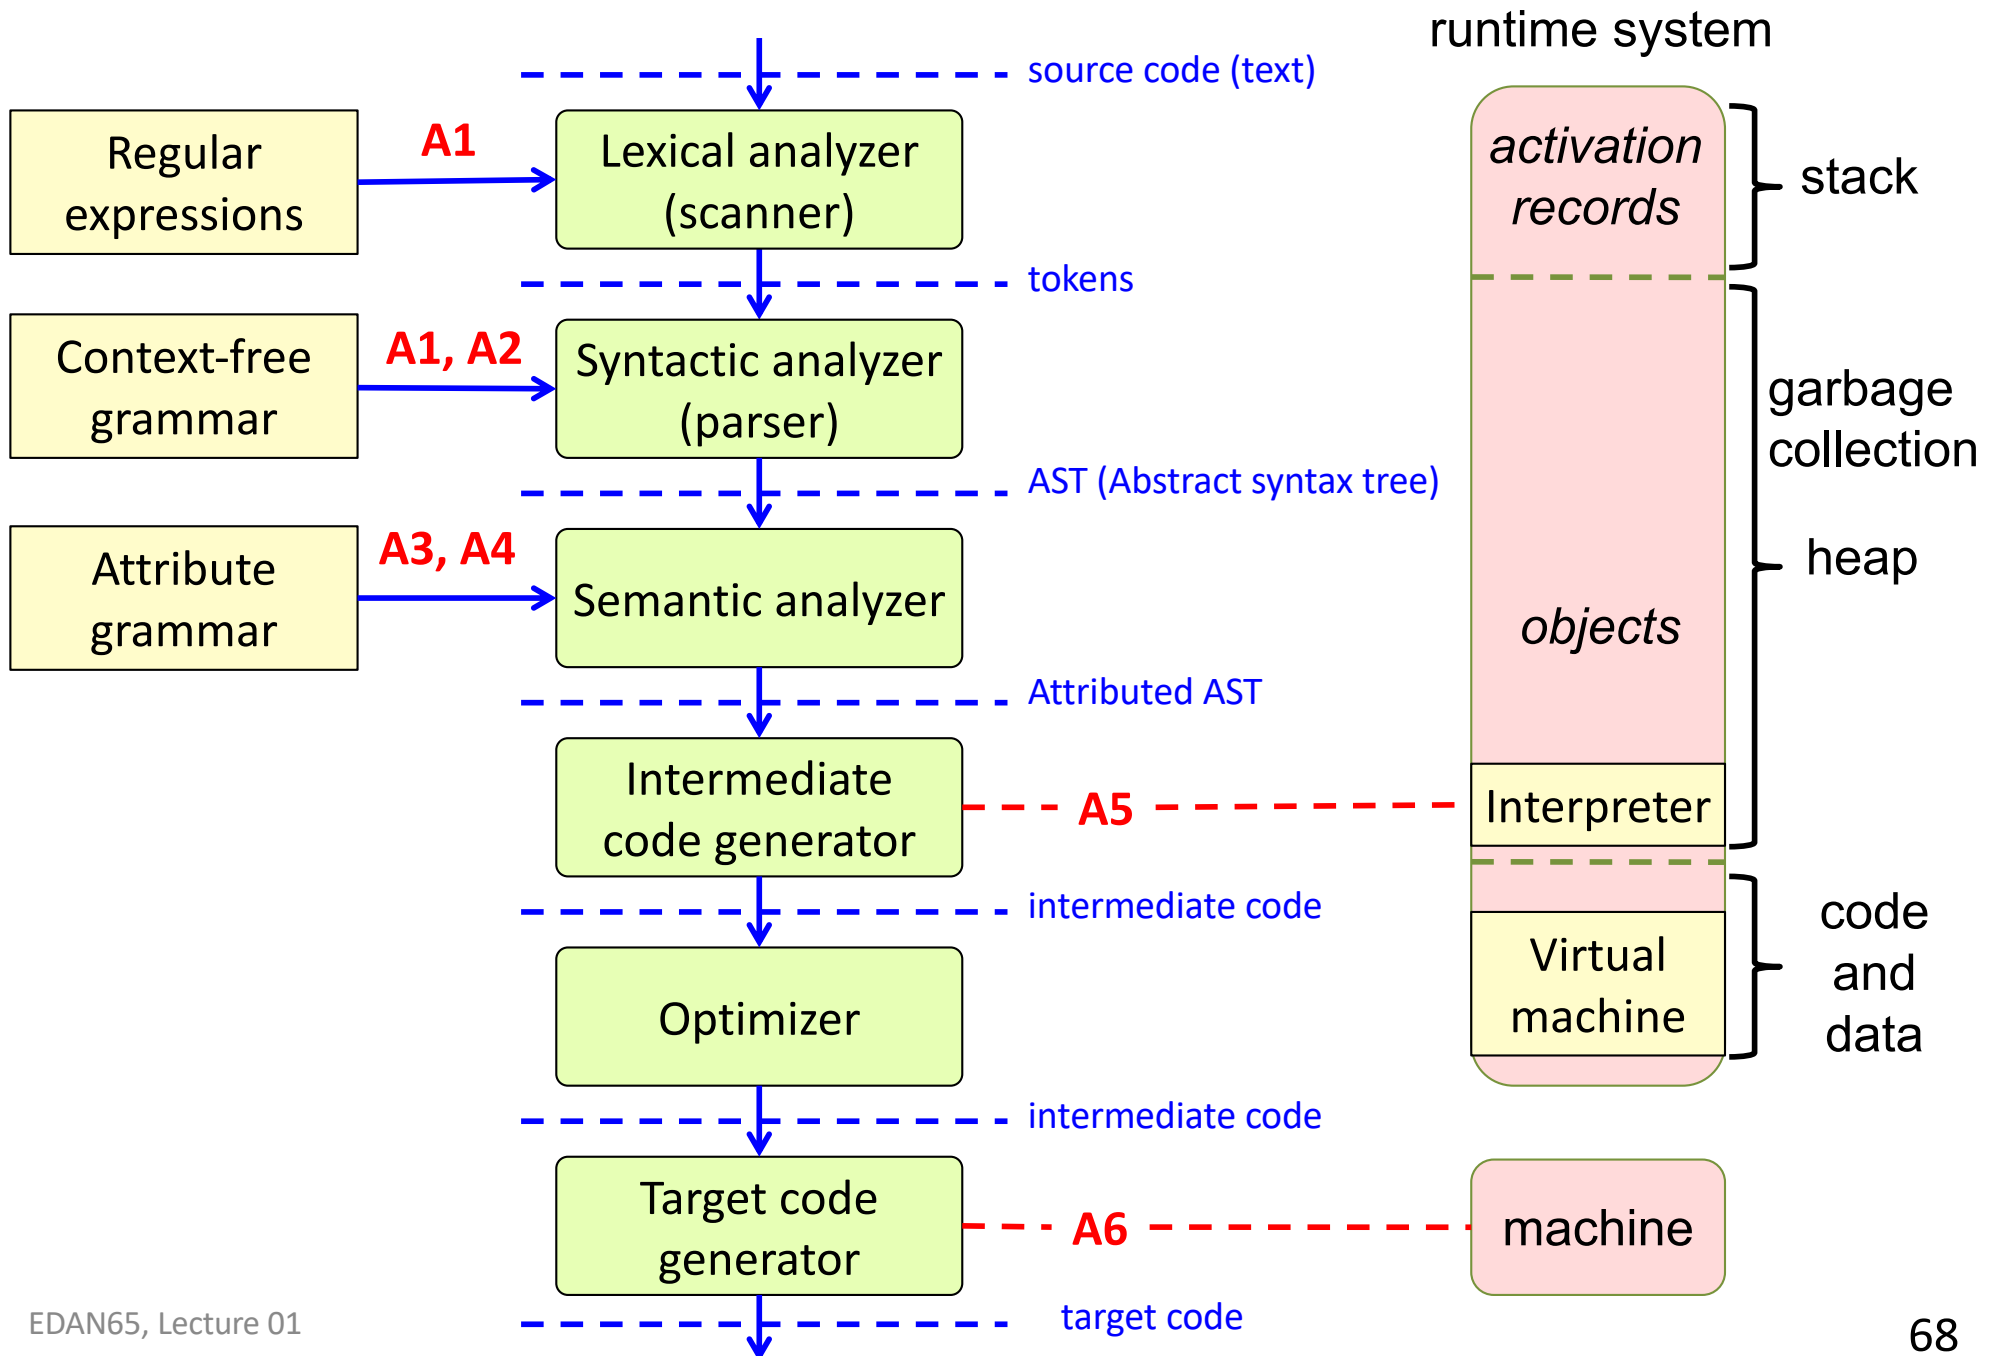 runtime system
source code (text)
Regular
expressions
A1
Lexical analyzer
(scanner)
activation
records
stack
tokens
Context-free
grammar
A1, A2
Syntactic analyzer
(parser)
garbage
collection
AST (Abstract syntax tree)
Attribute
grammar
A3, A4
Semantic analyzer
heap
objects
Attributed AST
Intermediate
code generator
A5
Interpreter
intermediate code
Optimizer
Virtual
machine
code
and
data
intermediate code
Target code
generator
A6
machine
target code
EDAN65, Lecture 01
68